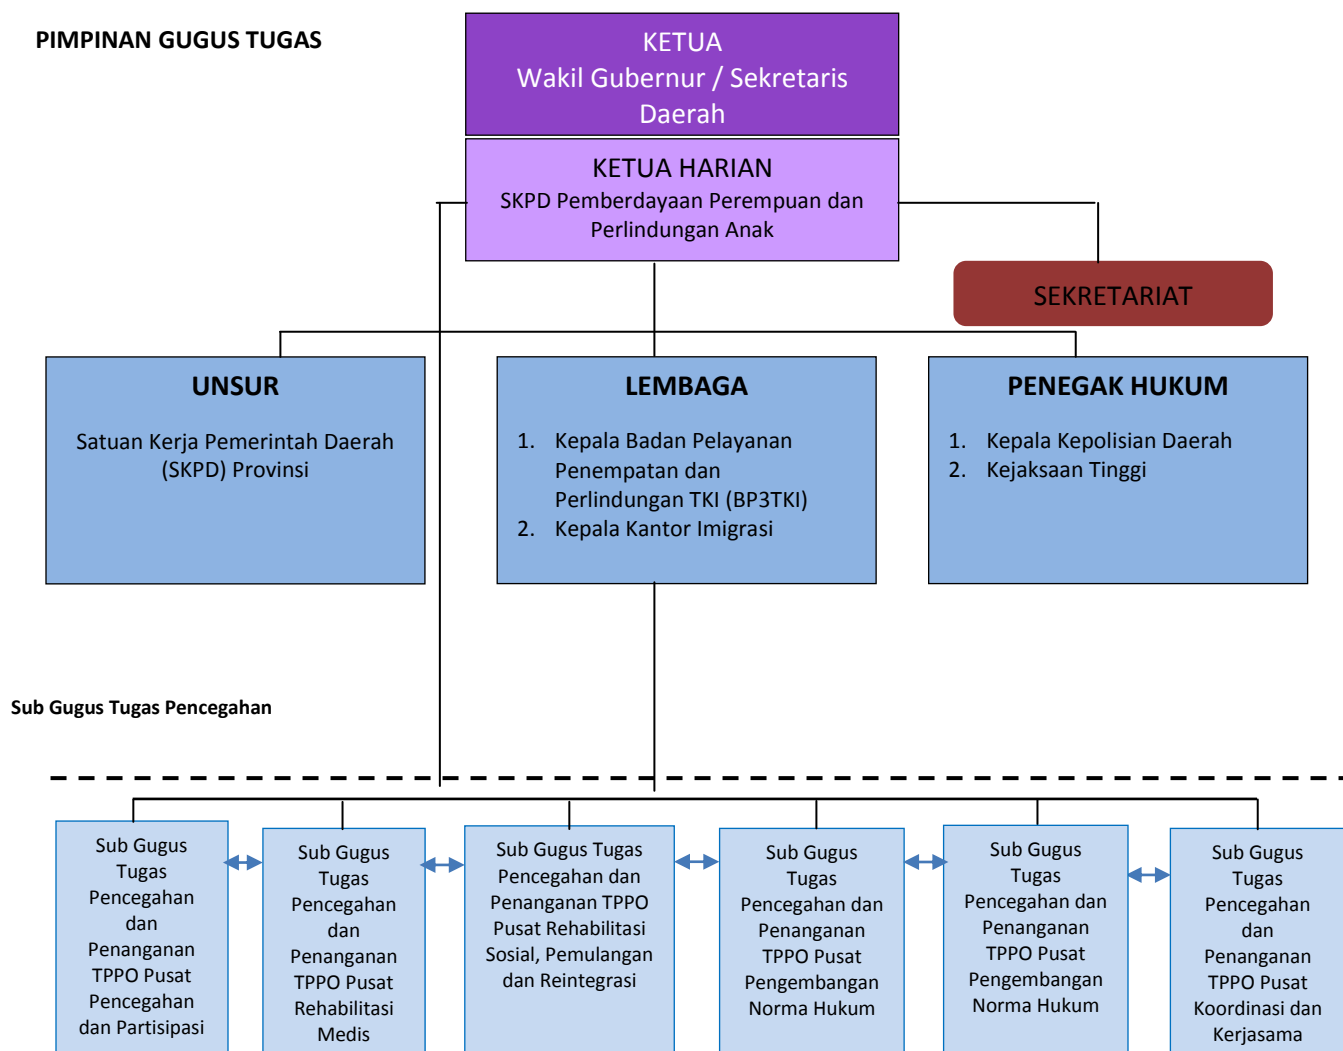 PIMPINAN GUGUS TUGAS
KETUA
Wakil Gubernur / Sekretaris
Daerah
KETUA HARIAN
SKPD Pemberdayaan Perempuan dan
Perlindungan Anak
SEKRETARIAT
UNSUR
Satuan Kerja Pemerintah Daerah
(SKPD) Provinsi
LEMBAGA
1. Kepala Badan Pelayanan
Penempatan dan
Perlindungan TKI (BP3TKI)
2. Kepala Kantor Imigrasi
PENEGAK HUKUM
1. Kepala Kepolisian Daerah
2. Kejaksaan Tinggi
Sub Gugus Tugas Pencegahan
Sub Gugus
Tugas
Pencegahan
dan
Penanganan
TPPO Pusat
Pencegahan
dan Partisipasi
Sub Gugus
Tugas
Pencegahan
dan
Penanganan
TPPO Pusat
Rehabilitasi
Medis
Sub Gugus Tugas
Pencegahan dan
Penanganan TPPO
Pusat Rehabilitasi
Sosial, Pemulangan
dan Reintegrasi
Sub Gugus
Tugas
Pencegahan dan
Penanganan
TPPO Pusat
Pengembangan
Norma Hukum
Sub Gugus
Tugas
Pencegahan dan
Penanganan
TPPO Pusat
Pengembangan
Norma Hukum
Sub Gugus
Tugas
Pencegahan
dan
Penanganan
TPPO Pusat
Koordinasi dan
Kerjasama